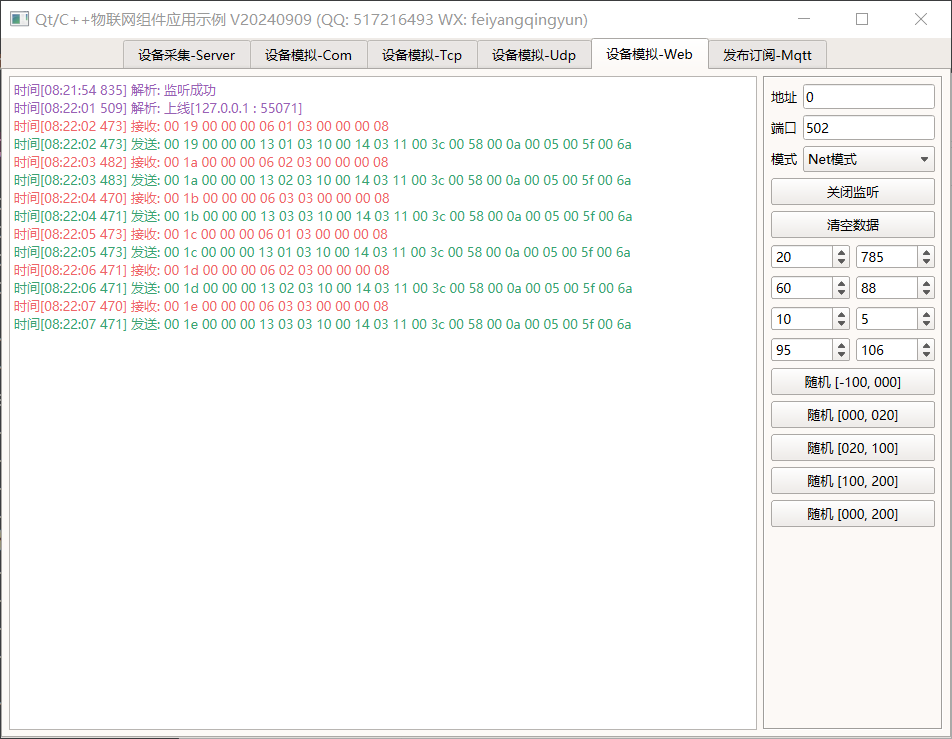 Qt/C++物联网组件应用示例 V20240909 (QQ: 517216493 WX: feiyangqingyun)
设备采集-Server 设备模拟-Com 设备模拟-Tcp 设备模拟-Udp 设备模拟-Web 发布订阅-Mqtt
时间[08:21:54 835] 解析: 监听成功
时间[08:22:01 509] 解析: 上线[127.0.0.1 : 55071]
时间[08:22:02 473] 接收: 00 19 00 00 00 06 01 03 00 00 00 08
时间[08:22:02 473] 发送: 00 19 00 00 00 13 01 03 10 00 14 03 11 00 3c 00 58 00 0a 00 05 00 5f 00 6a
时间[08:22:03 482] 接收: 00 1a 00 00 00 06 02 03 00 00 00 08
时间[08:22:03 483] 发送: 00 1a 00 00 00 13 02 03 10 00 14 03 11 00 3c 00 58 00 0a 00 05 00 5f 00 6a
时间[08:22:04 470] 接收: 00 1b 00 00 00 06 03 03 00 00 00 08
时间[08:22:04 471] 发送: 00 1b 00 00 00 13 03 03 10 00 14 03 11 00 3c 00 58 00 0a 00 05 00 5f 00 6a
时间[08:22:05 473] 接收: 00 1c 00 00 00 06 01 03 00 00 00 08
时间[08:22:05 473] 发送: 00 1c 00 00 00 13 01 03 10 00 14 03 11 00 3c 00 58 00 0a 00 05 00 5f 00 6a
时间[08:22:06 471] 接收: 00 1d 00 00 00 06 02 03 00 00 00 08
时间[08:22:06 471] 发送: 00 1d 00 00 00 13 02 03 10 00 14 03 11 00 3c 00 58 00 0a 00 05 00 5f 00 6a
时间[08:22:07 470] 接收: 00 1e 00 00 00 06 03 03 00 00 00 08
时间[08:22:07 471] 发送: 00 1e 00 00 00 13 03 03 10 00 14 03 11 00 3c 00 58 00 0a 00 05 00 5f 00 6a
地址 0
端口 502
模式 Net模式
关闭监听
清空数据
20 785
60 88
10 5
95 106
随机 [-100, 000]
随机 [000, 020]
随机 [020, 100]
随机 [100, 200]
随机 [000, 200]